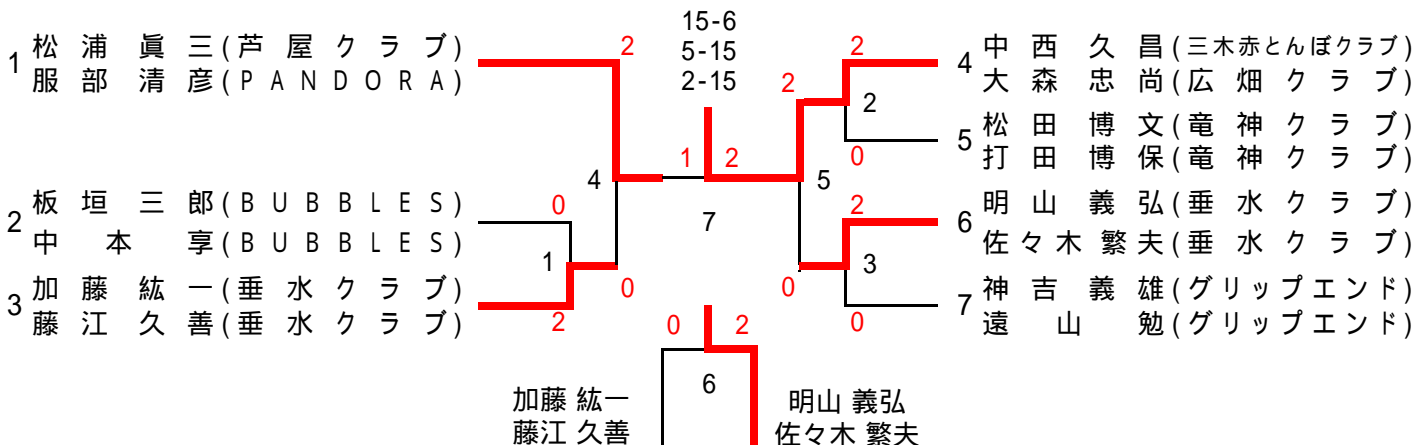 15-6
5-15
2-15
1 松浦眞三(芦屋クラブ)
服部清彦(PANDORA)
2 板垣三郎(BUBBLES)
中本享(BUBBLES)
3 加藤紘一(垂水クラブ)
藤江久善(垂水クラブ)
2
4
1 2
7
0
1
0
2
2
2
2
0
5
2
3
0
0
4 中西久昌(三木赤とんぼクラブ)
大森忠尚(広畑クラブ)
5 松田博文(竜神クラブ)
打田博保(竜神クラブ)
6 明山義弘(垂水クラブ)
佐々木繁夫(垂水クラブ)
7 神吉義雄(グリップエンド)
遠山勉(グリップエンド)
0 2
6
加藤 紘一
藤江 久善
明山 義弘
佐々木 繁夫